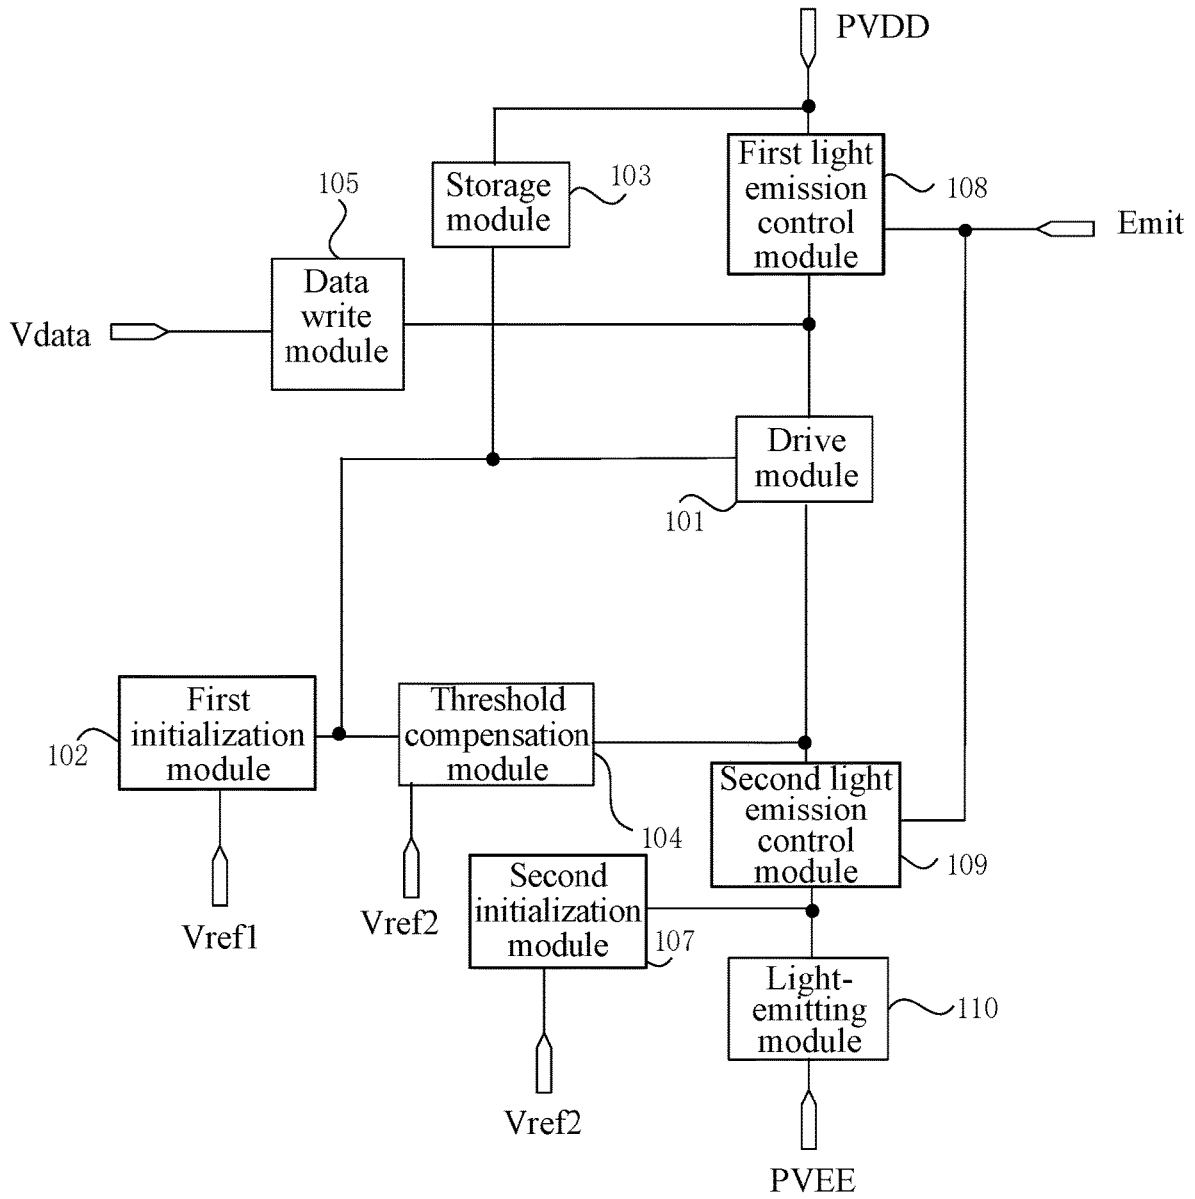 PVDD
First light
emission
control
module
108
Storage
module
103
105
Emit
Data
write
module
Vdata
Drive
module
101
First
initialization
module
102
Threshold
compensation
module
104
Second light
emission
control
module
109
Second
initialization
module
107
Vref1
Vref2
Light-
emitting
module
110
Vref2
PVEE